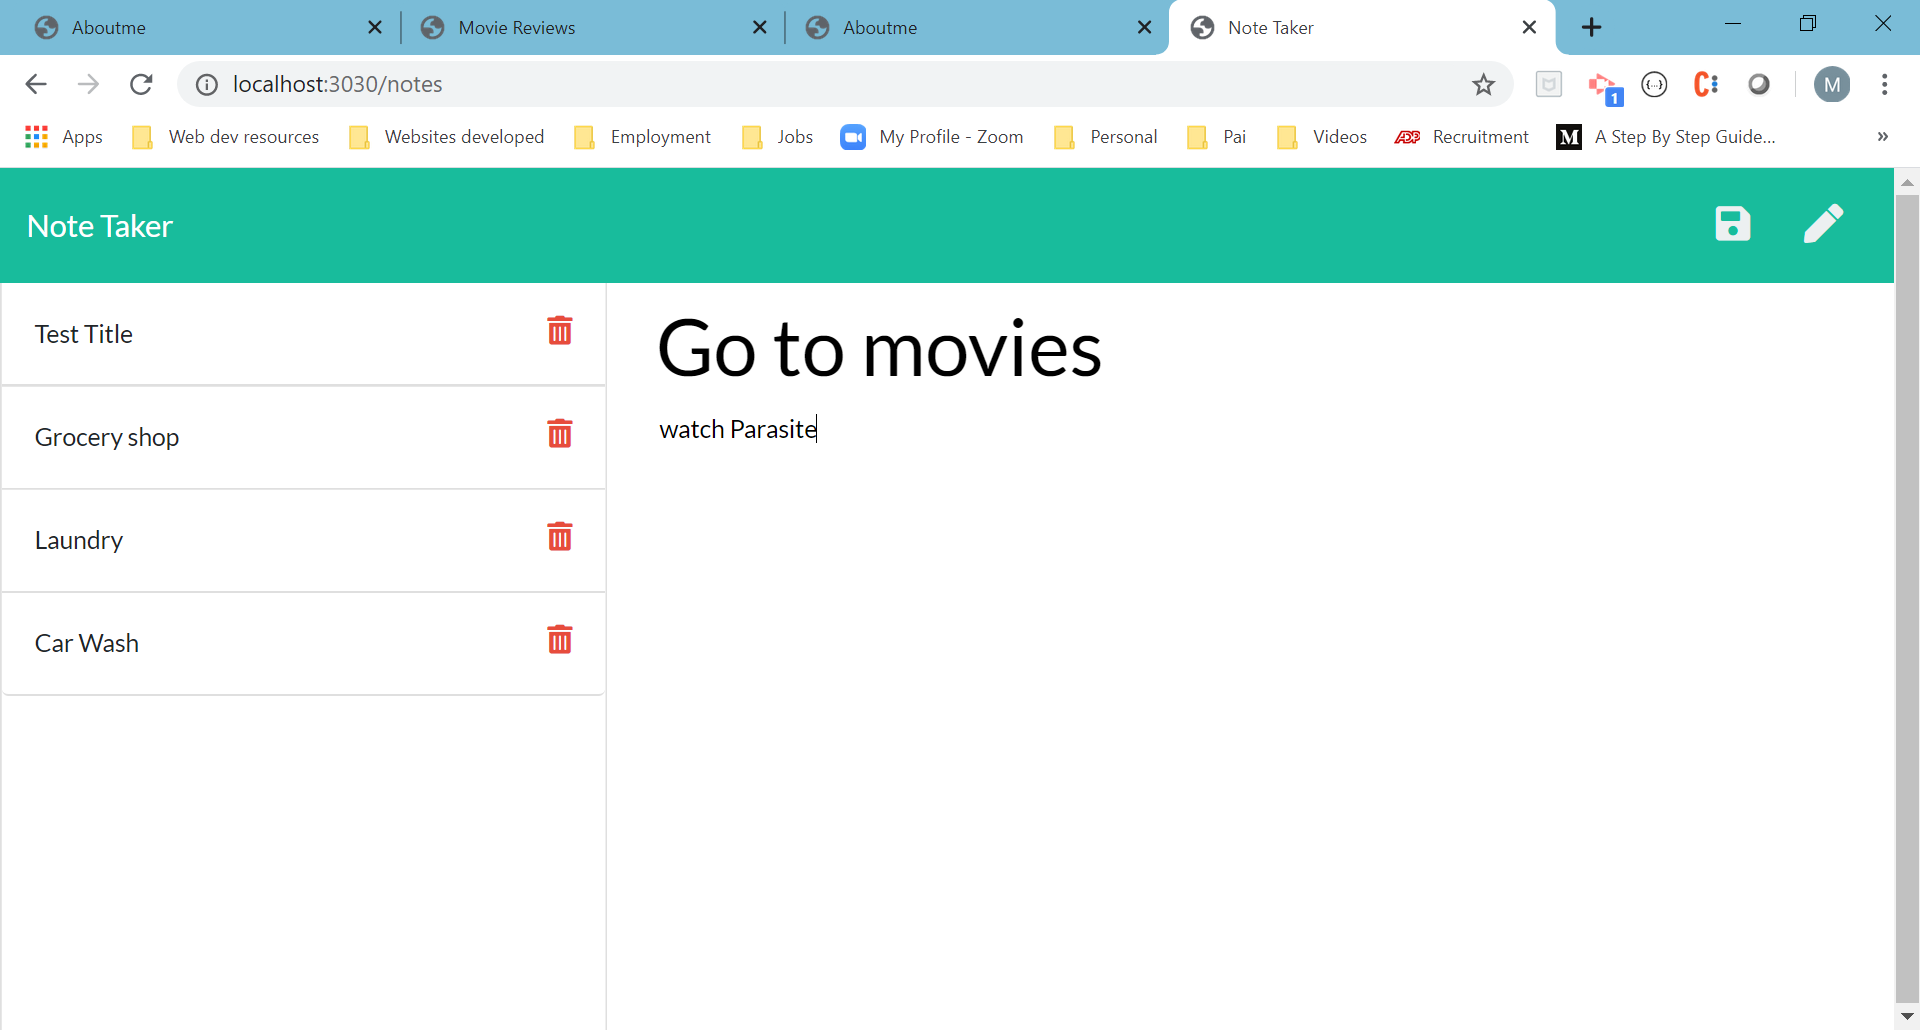 Aboutme
Movie Reviews
Aboutme
Note Taker
localhost:3030/notes
1
{...}
C
M
Apps
Web dev resources
Websites developed
Employment
Jobs
My Profile - Zoom
Personal
Pai
Videos
ADP
Recruitment
M
A Step By Step Guide...
»
Note Taker
Test Title
Grocery shop
Laundry
Car Wash
Go to movies
watch Parasite